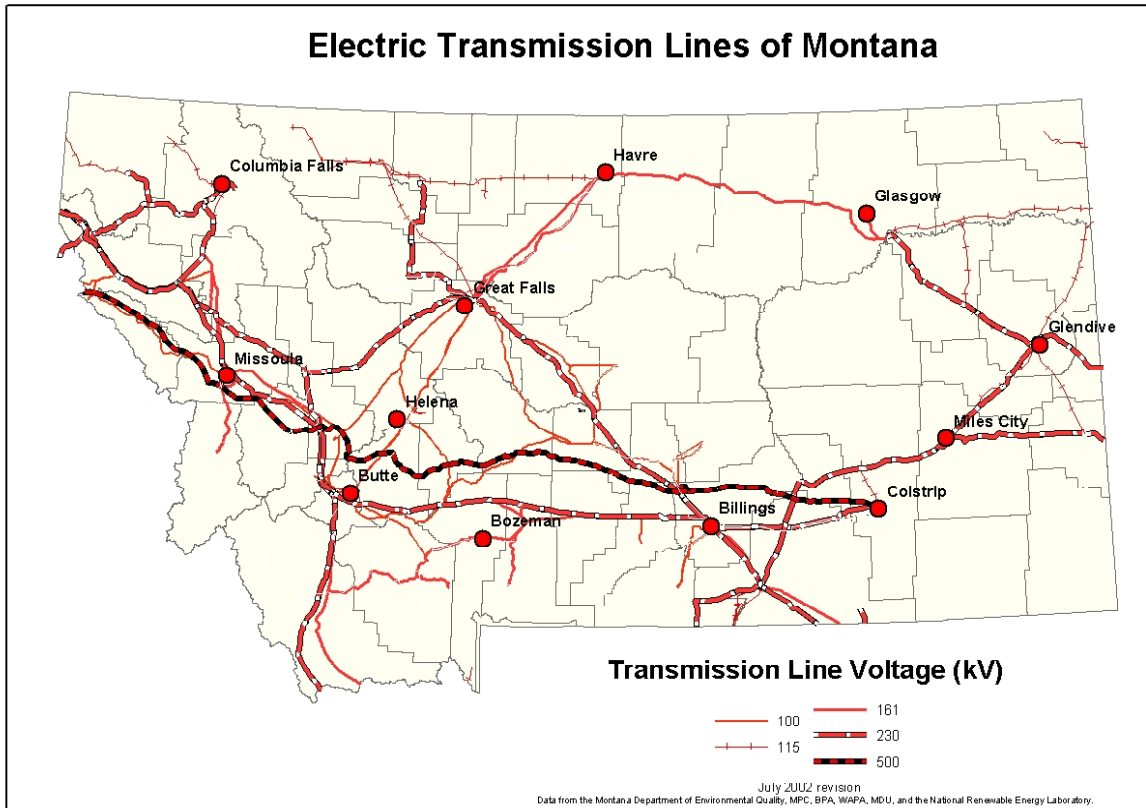 Electric Transmission Lines of Montana
Columbia Falls
Havre
Glasgow
Great Falls
Glendive
Missoula
Helena
Miles City
Butte
Colstrip
Billings
Bozeman
Transmission Line Voltage (kV)
100
115
161
230
500
July 2002 revision
Data from the Montana Department of Environmental Quality, MPC, BPA, WAPA, MDU, and the National Renewable Energy Laboratory.